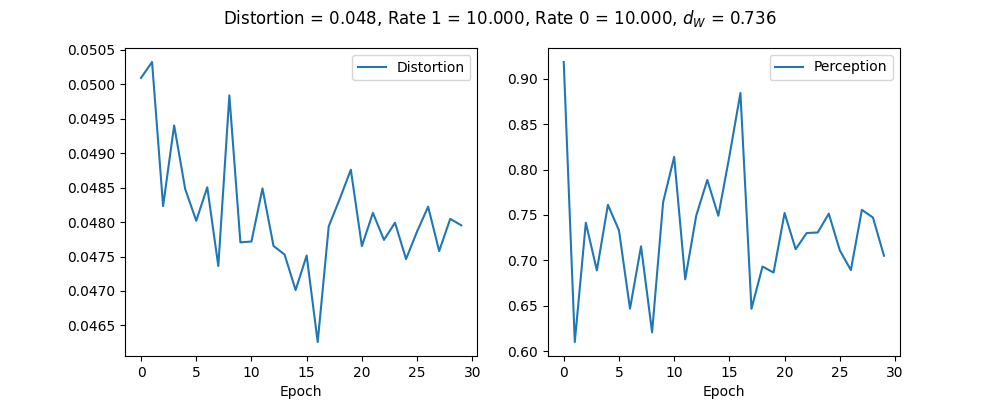 Distortion = 0.048, Rate 1 = 10.000, Rate 0 = 10.000, d_W = 0.736
0.0505
0.0500
0.0495
0.0490
0.0485
0.0480
0.0475
0.0470
0.0465
Distortion
0 5 10 15 20 25 30
Epoch
0.90
0.85
0.80
0.75
0.70
0.65
0.60
Perception
0 5 10 15 20 25 30
Epoch